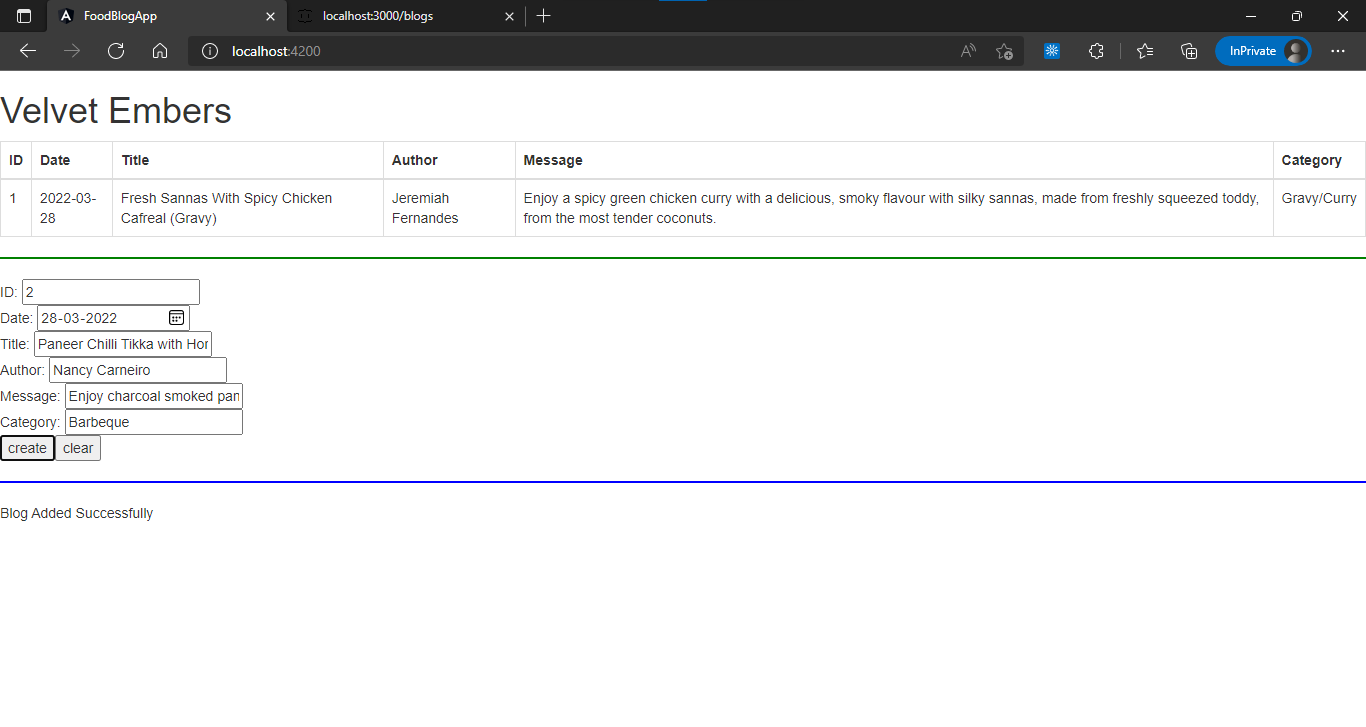 FoodBlogApp
localhost:3000/blogs
localhost:4200
InPrivate
Velvet Embers
ID Date Title Author Message Category
1 2022-03-28 Fresh Sannas With Spicy Chicken Cafreal (Gravy) Jeremiah Fernandes Enjoy a spicy green chicken curry with a delicious, smoky flavour with silky sannas, made from freshly squeezed toddy, from the most tender coconuts. Gravy/Curry
ID: 2
Date: 28-03-2022
Title: Paneer Chilli Tikka with Hor
Author: Nancy Carneiro
Message: Enjoy charcoal smoked pan
Category: Barbeque
create clear
Blog Added Successfully